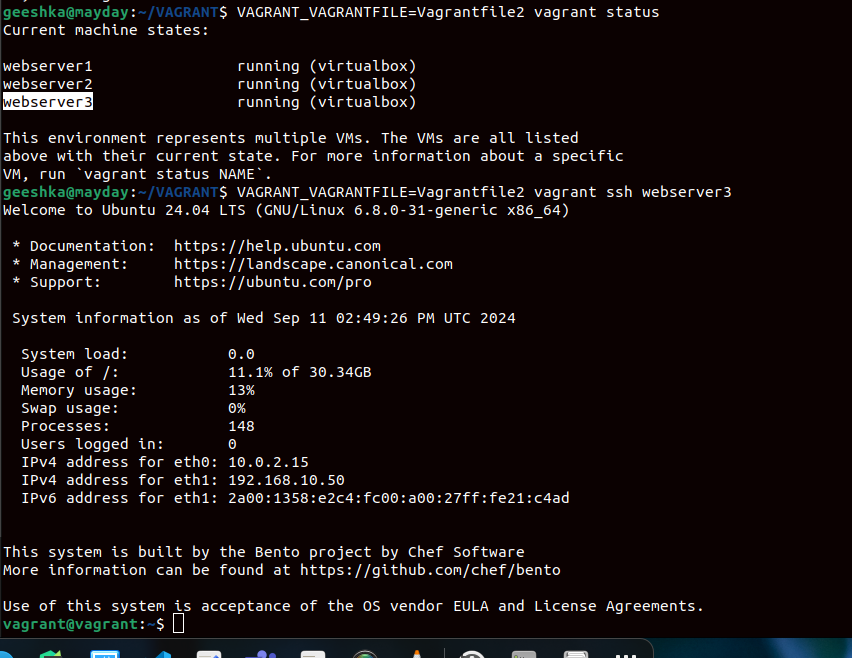 geeshka@mayday:~/VAGRANT$ VAGRANT_VAGRANTFILE=Vagrantfile2 vagrant status
Current machine states:
webserver1 running (virtualbox)
webserver2 running (virtualbox)
webserver3 running (virtualbox)
This environment represents multiple VMs. The VMs are all listed
above with their current state. For more information about a specific
VM, run `vagrant status NAME`.
geeshka@mayday:~/VAGRANT$ VAGRANT_VAGRANTFILE=Vagrantfile2 vagrant ssh webserver3
Welcome to Ubuntu 24.04 LTS (GNU/Linux 6.8.0-31-generic x86_64)
* Documentation: https://help.ubuntu.com
* Management: https://landscape.canonical.com
* Support: https://ubuntu.com/pro
System information as of Wed Sep 11 02:49:26 PM UTC 2024
System load: 0.0
Usage of /: 11.1% of 30.34GB
Memory usage: 13%
Swap usage: 0%
Processes: 148
Users logged in: 0
IPv4 address for eth0: 10.0.2.15
IPv4 address for eth1: 192.168.10.50
IPv6 address for eth1: 2a00:1358:e2c4:fc00:a00:27ff:fe21:c4ad
This system is built by the Bento project by Chef Software
More information can be found at https://github.com/chef/bento
Use of this system is acceptance of the OS vendor EULA and License Agreements.
vagrant@vagrant:~$